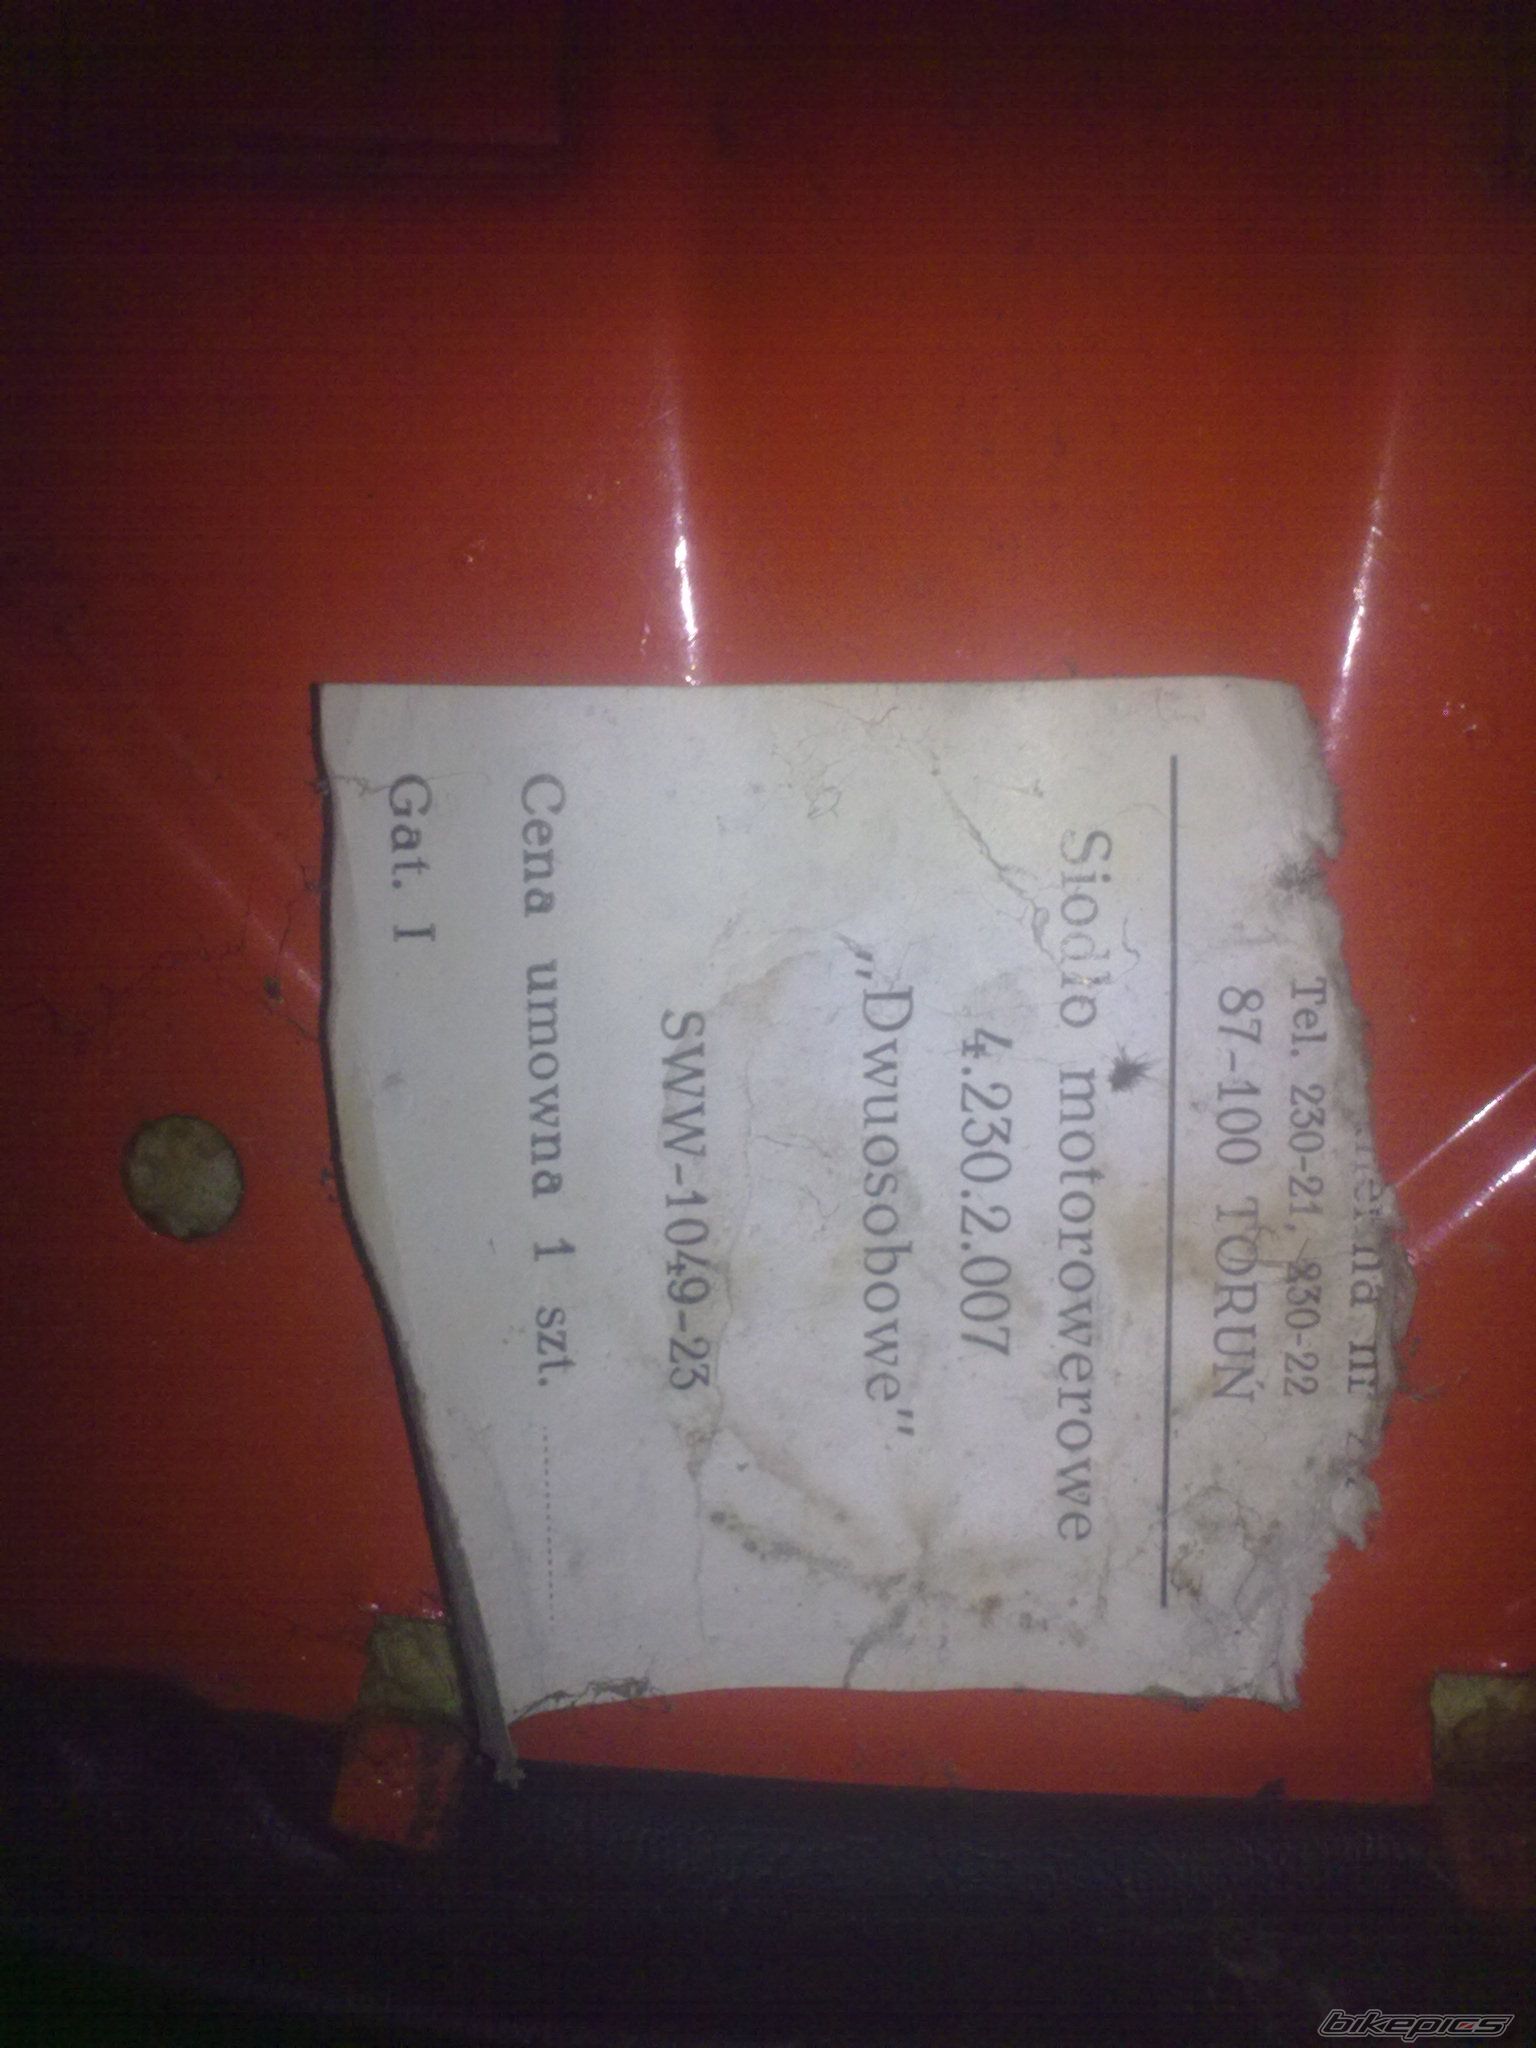 Tel. 230-21, 230-22
87-100 TORUŃ
Siodło motorowerowe
4.230.2.007
„Dwuosobowe"
SWW-1049-23
Cena umowna 1 szt. ............
Gat. I
bikepics